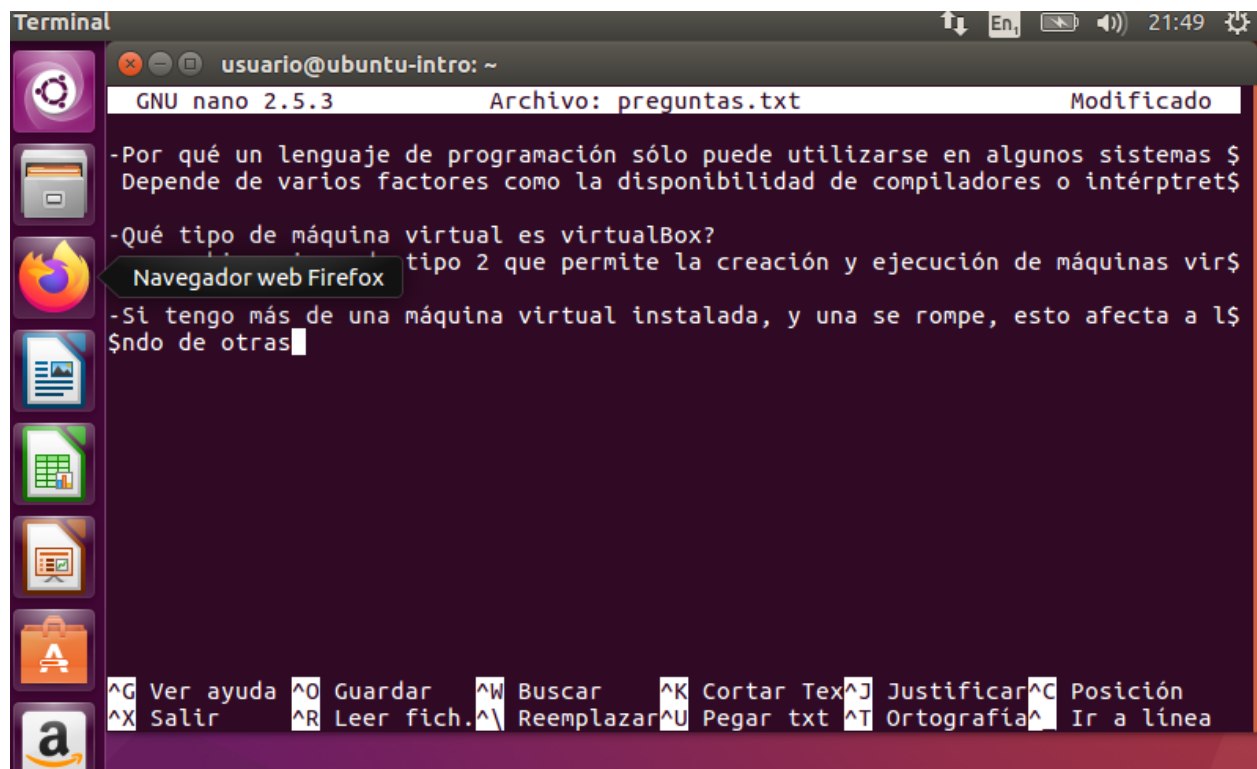 Terminal En₁ 21:49
usuario@ubuntu-intro: ~
GNU nano 2.5.3 Archivo: preguntas.txt Modificado
-Por qué un lenguaje de programación sólo puede utilizarse en algunos sistemas $
Depende de varios factores como la disponibilidad de compiladores o intérptret$
-Qué tipo de máquina virtual es virtualBox?
tipo 2 que permite la creación y ejecución de máquinas vir$
Navegador web Firefox
-Si tengo más de una máquina virtual instalada, y una se rompe, esto afecta a l$
$ndo de otras
^G Ver ayuda ^O Guardar ^W Buscar ^K Cortar Tex^J Justificar^C Posición
^X Salir ^R Leer fich.^\ Reemplazar^U Pegar txt ^T Ortografía^_ Ir a línea
A
a